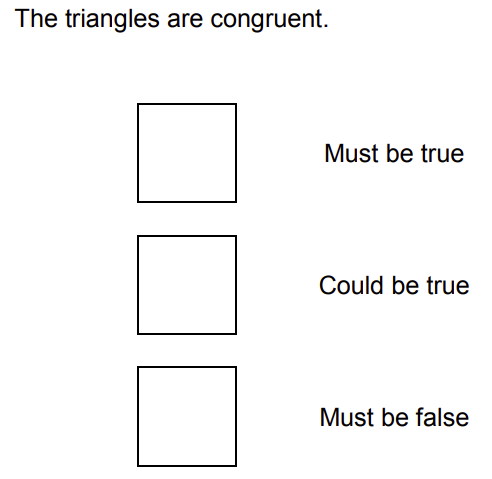 The triangles are congruent.
Must be true
Could be true
Must be false